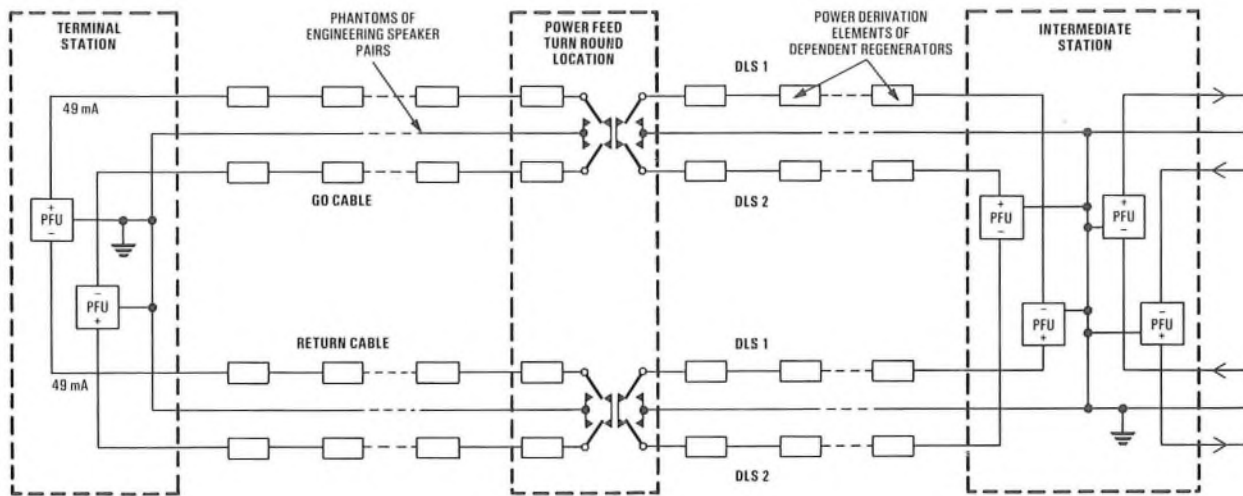 TERMINAL
STATION
PHANTOMS OF
ENGINEERING SPEAKER
PAIRS
POWER FEED
TURN ROUND
LOCATION
POWER DERIVATION
ELEMENTS OF
DEPENDENT REGENERATORS
INTERMEDIATE
STATION
49 mA
DLS 1
GO CABLE
DLS 2
+
PFU
−
−
PFU
+
+
PFU
−
+
PFU
−
−
PFU
+
−
PFU
+
RETURN CABLE
DLS 1
49 mA
DLS 2